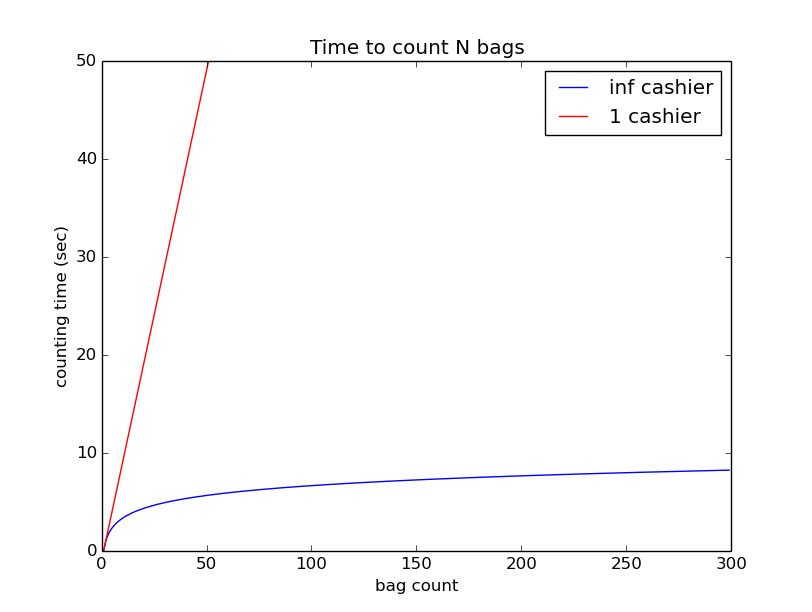 Time to count N bags
inf cashier
1 cashier
50
40
30
20
10
0
counting time (sec)
0 50 100 150 200 250 300
bag count